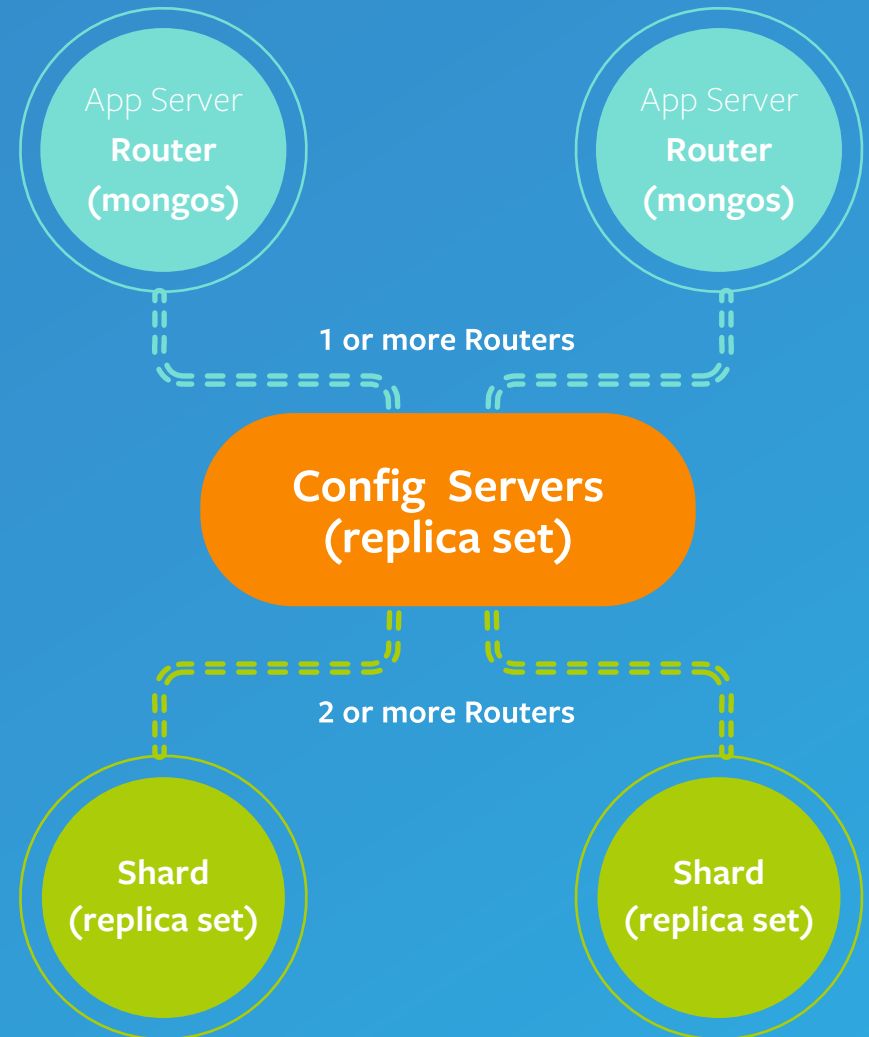 App Server
Router
(mongos)
App Server
Router
(mongos)
1 or more Routers
Config Servers
(replica set)
2 or more Routers
Shard
(replica set)
Shard
(replica set)